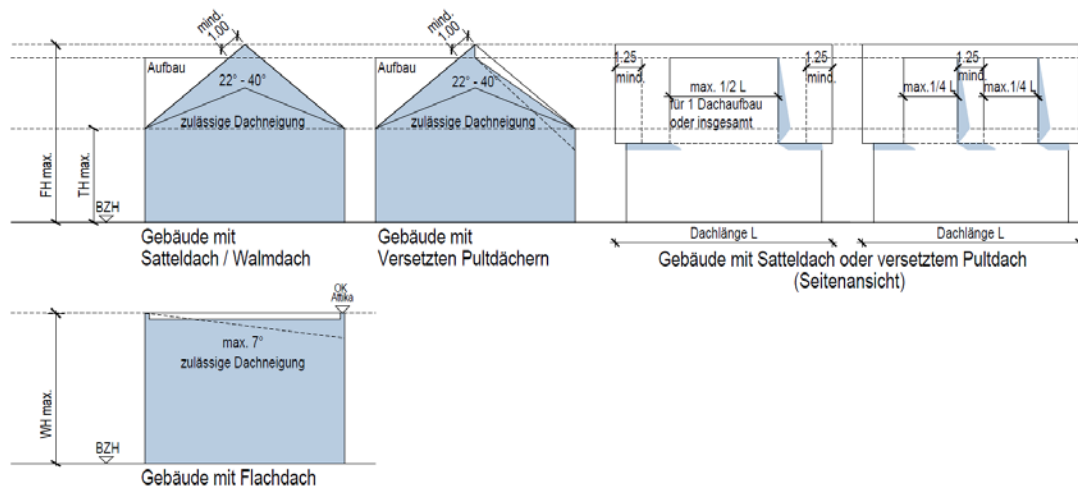 mind.
1.00
Aufbau
22° - 40°
zulässige Dachneigung
FH max.
TH max.
BZH
Gebäude mit
Satteldach / Walmdach
mind.
1.00
Aufbau
22° - 40°
zulässige Dachneigung
Gebäude mit
Versetzten Pultdächern
1.25
mind.
max. 1/2 L
für 1 Dachaufbau
oder insgesamt
1.25
mind.
Dachlänge L
1.25
mind.
max.1/4 L
max.1/4 L
Dachlänge L
Gebäude mit Satteldach oder versetztem Pultdach
(Seitenansicht)
OK
Attika
max. 7°
zulässige Dachneigung
WH max.
BZH
Gebäude mit Flachdach